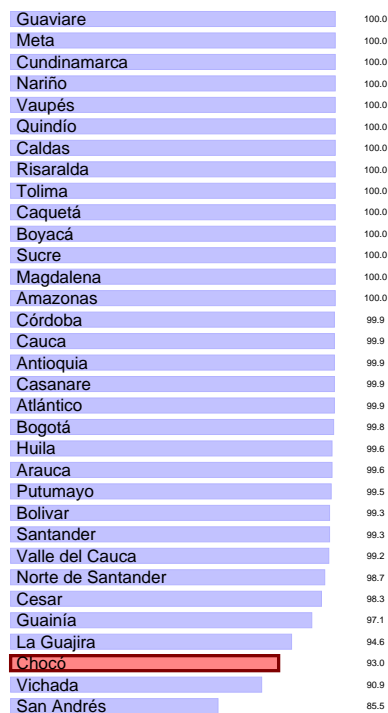 Guaviare 100.0
Meta 100.0
Cundinamarca 100.0
Nariño 100.0
Vaupés 100.0
Quindío 100.0
Caldas 100.0
Risaralda 100.0
Tolima 100.0
Caquetá 100.0
Boyacá 100.0
Sucre 100.0
Magdalena 100.0
Amazonas 100.0
Córdoba 99.9
Cauca 99.9
Antioquia 99.9
Casanare 99.9
Atlántico 99.9
Bogotá 99.8
Huila 99.6
Arauca 99.6
Putumayo 99.5
Bolivar 99.3
Santander 99.3
Valle del Cauca 99.2
Norte de Santander 98.7
Cesar 98.3
Guainía 97.1
La Guajira 94.6
Chocó 93.0
Vichada 90.9
San Andrés 85.5